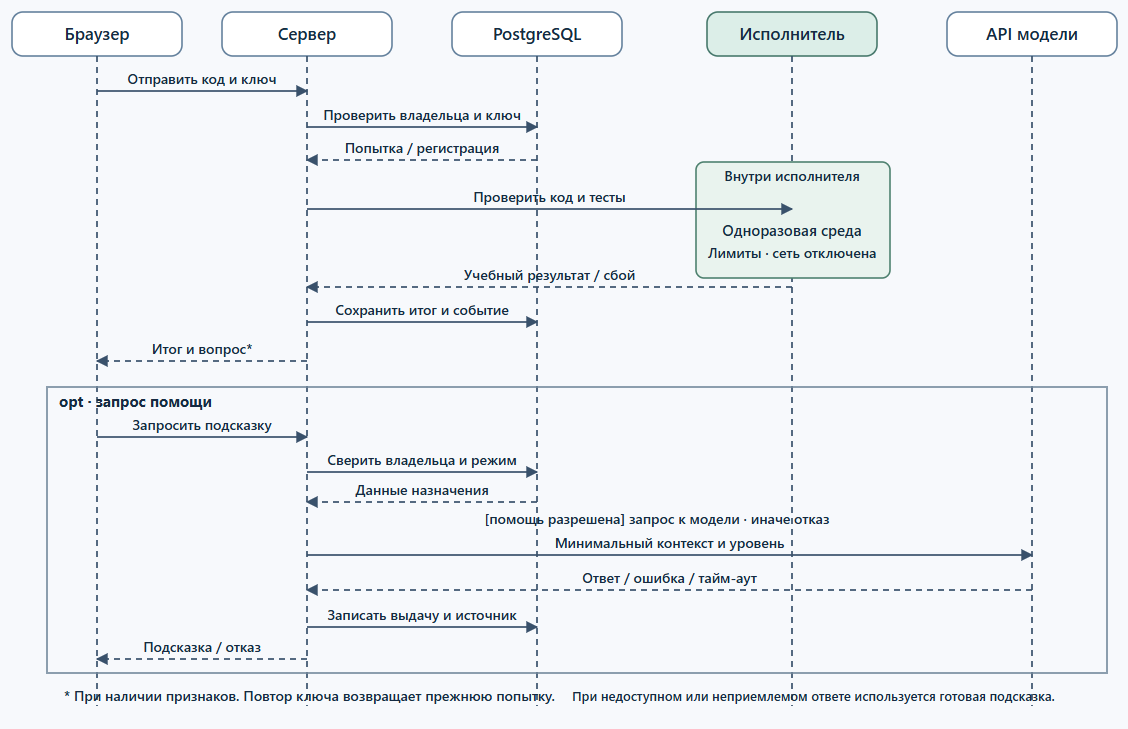 Браузер
Сервер
PostgreSQL
Исполнитель
API модели
Отправить код и ключ
Проверить владельца и ключ
Попытка / регистрация
Внутри исполнителя
Проверить код и тесты
Одноразовая среда
Лимиты · сеть отключена
Учебный результат / сбой
Сохранить итог и событие
Итог и вопрос*
opt · запрос помощи
Запросить подсказку
Сверить владельца и режим
Данные назначения
[помощь разрешена] запрос к модели · иначе отказ
Минимальный контекст и уровень
Ответ / ошибка / тайм-аут
Записать выдачу и источник
Подсказка / отказ
* При наличии признаков. Повтор ключа возвращает прежнюю попытку.
При недоступном или неприемлемом ответе используется готовая подсказка.